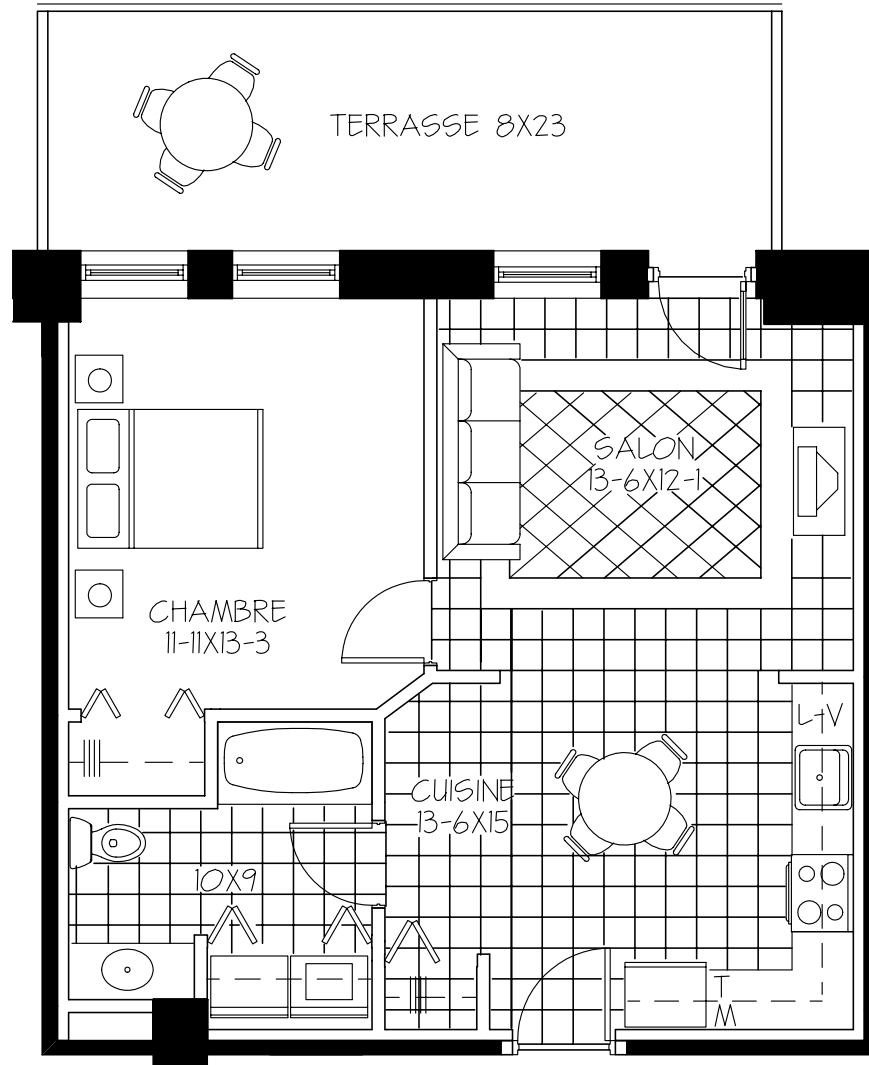 TERRASSE 8X23
SALON
13-6X12-1
CHAMBRE
11-11X13-3
L-V
CUISINE
13-6X15
10X9
T
M